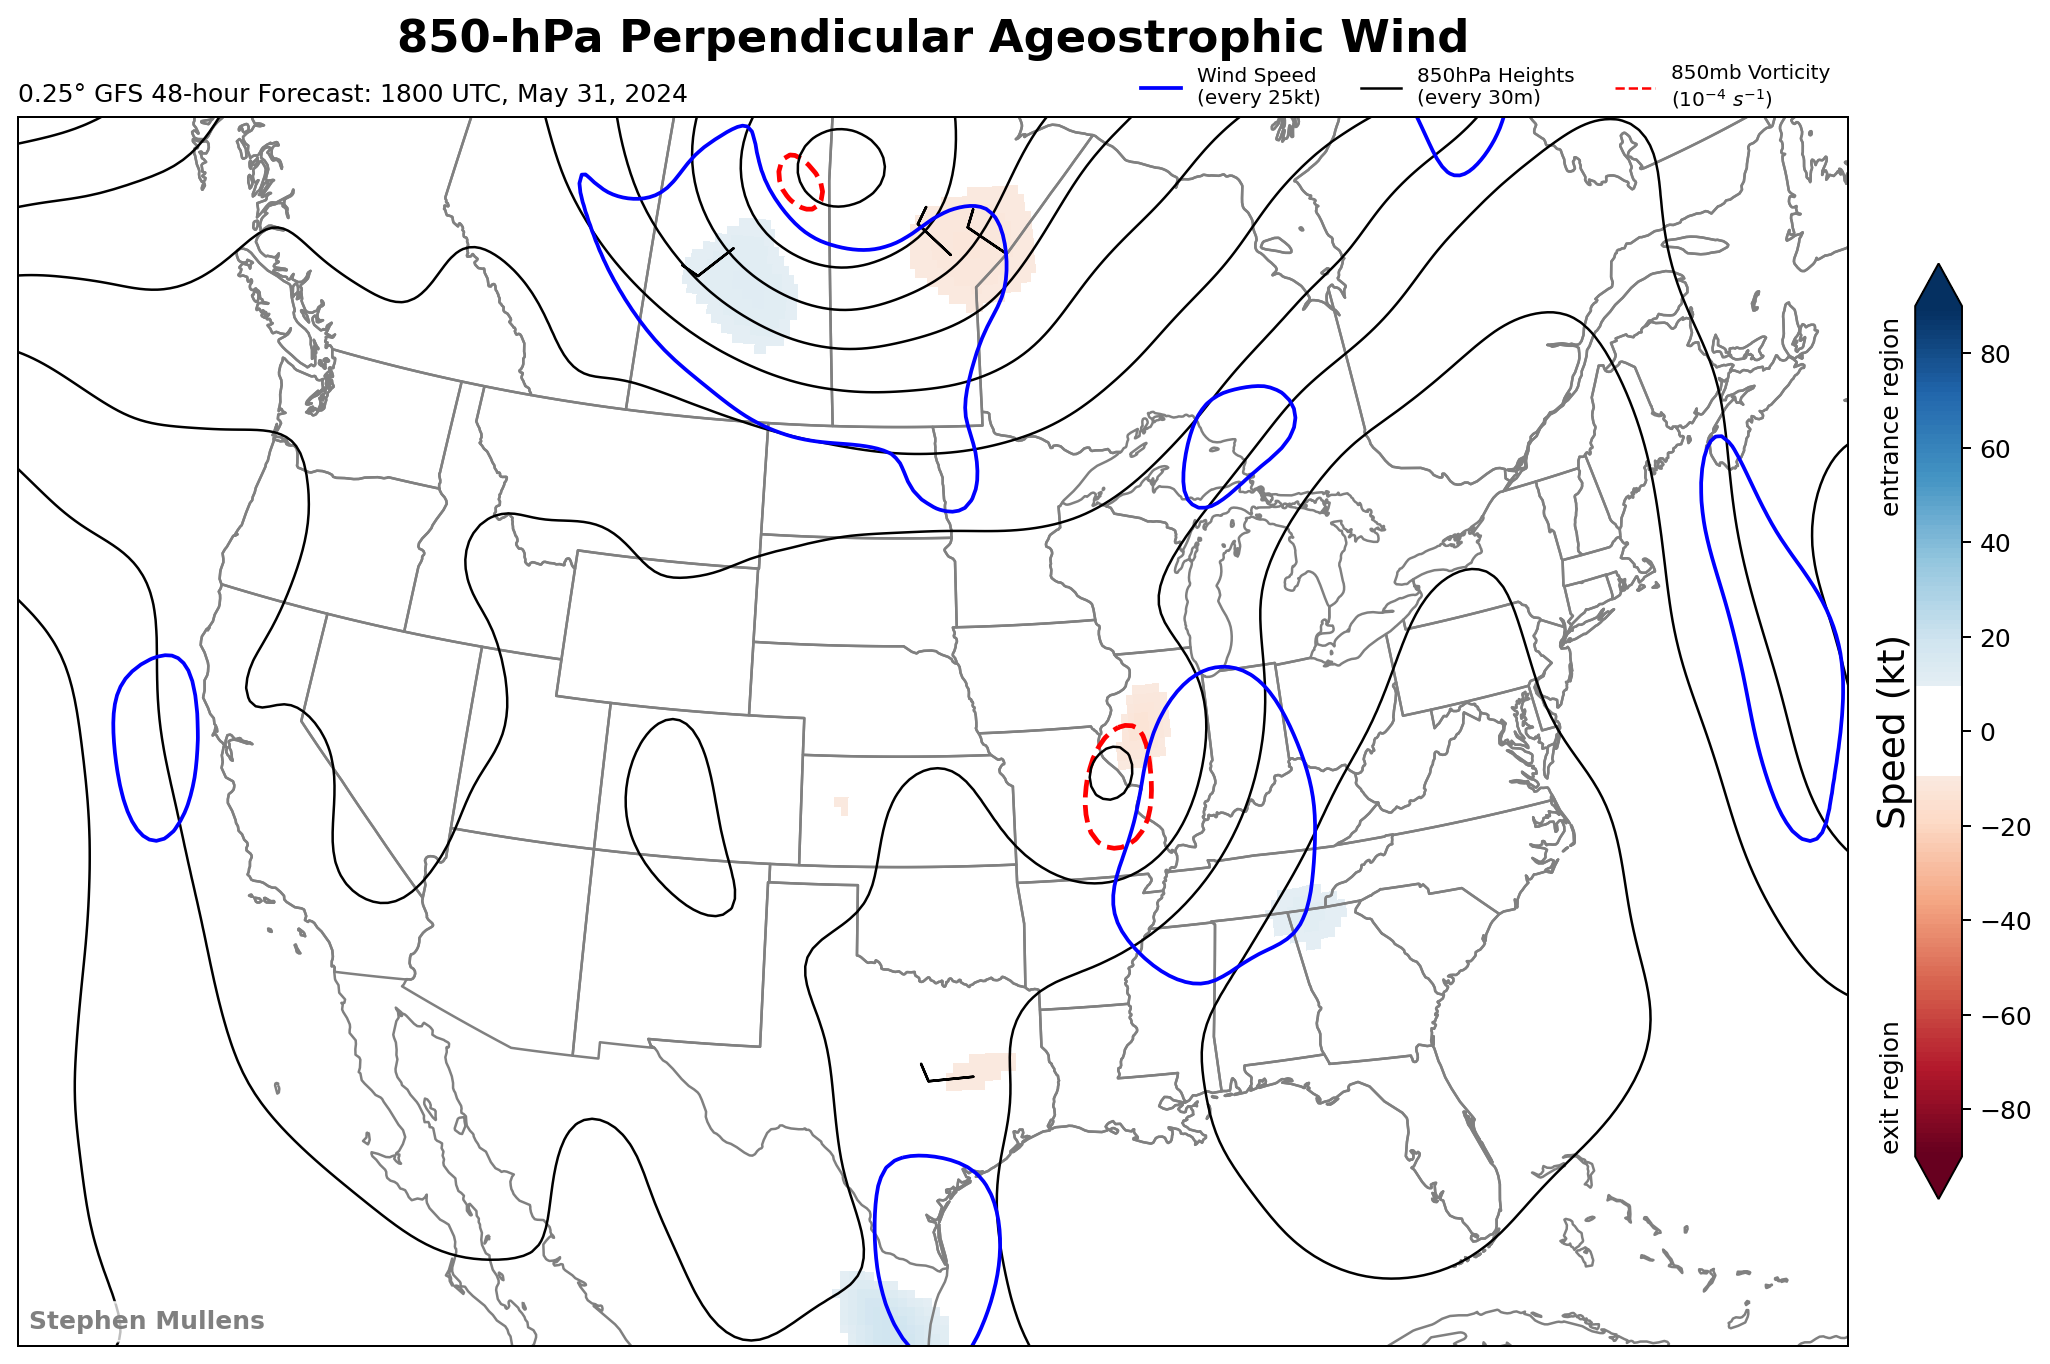 850-hPa Perpendicular Ageostrophic Wind
0.25° GFS 48-hour Forecast: 1800 UTC, May 31, 2024
Wind Speed
(every 25kt)
850hPa Heights
(every 30m)
850mb Vorticity
(10⁻⁴ s⁻¹)
entrance region
Speed (kt)
exit region
80
60
40
20
0
−20
−40
−60
−80
Stephen Mullens